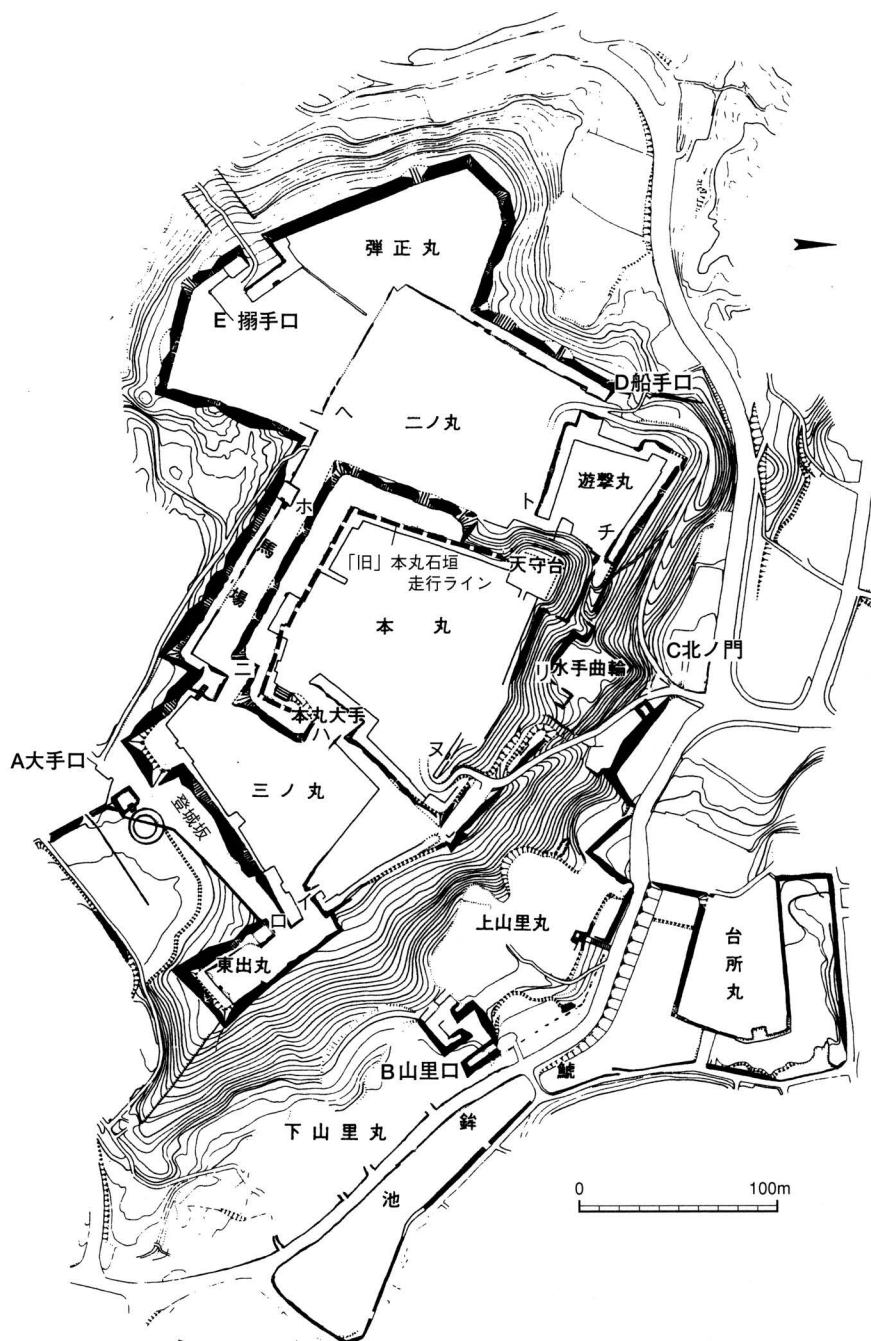 弾正丸
E 搦手口
D船手口
ヘ
二ノ丸
遊撃丸
ト
チ
ホ
馬場
「旧」本丸石垣
走行ライン
天守台
本丸
C北ノ門
水手曲輪
リ
ニ
本丸大手
ハ
ヌ
A大手口
三ノ丸
登城坂
イ
ロ
東出丸
上山里丸
台所丸
B山里口
鯱
鉾
池
下山里丸
0 100m